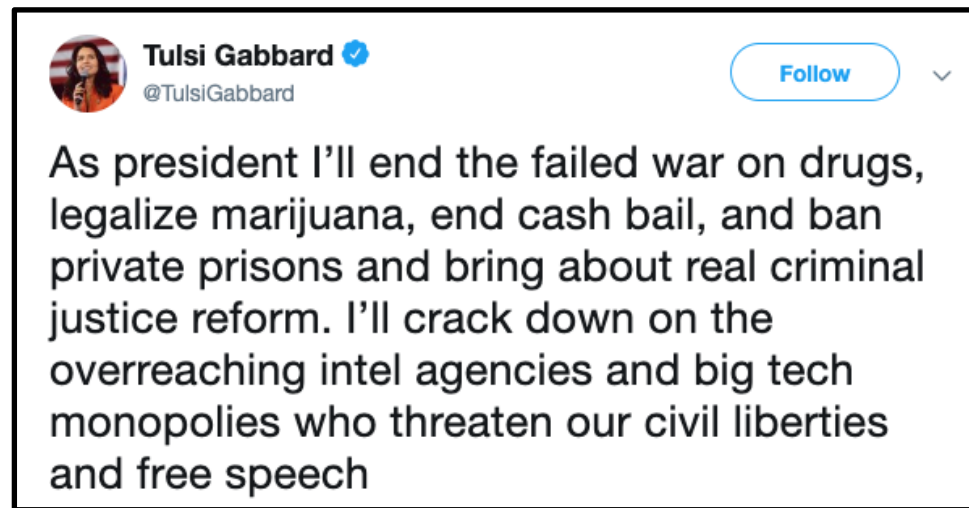 Tulsi Gabbard
@TulsiGabbard
Follow
As president I’ll end the failed war on drugs,
legalize marijuana, end cash bail, and ban
private prisons and bring about real criminal
justice reform. I’ll crack down on the
overreaching intel agencies and big tech
monopolies who threaten our civil liberties
and free speech